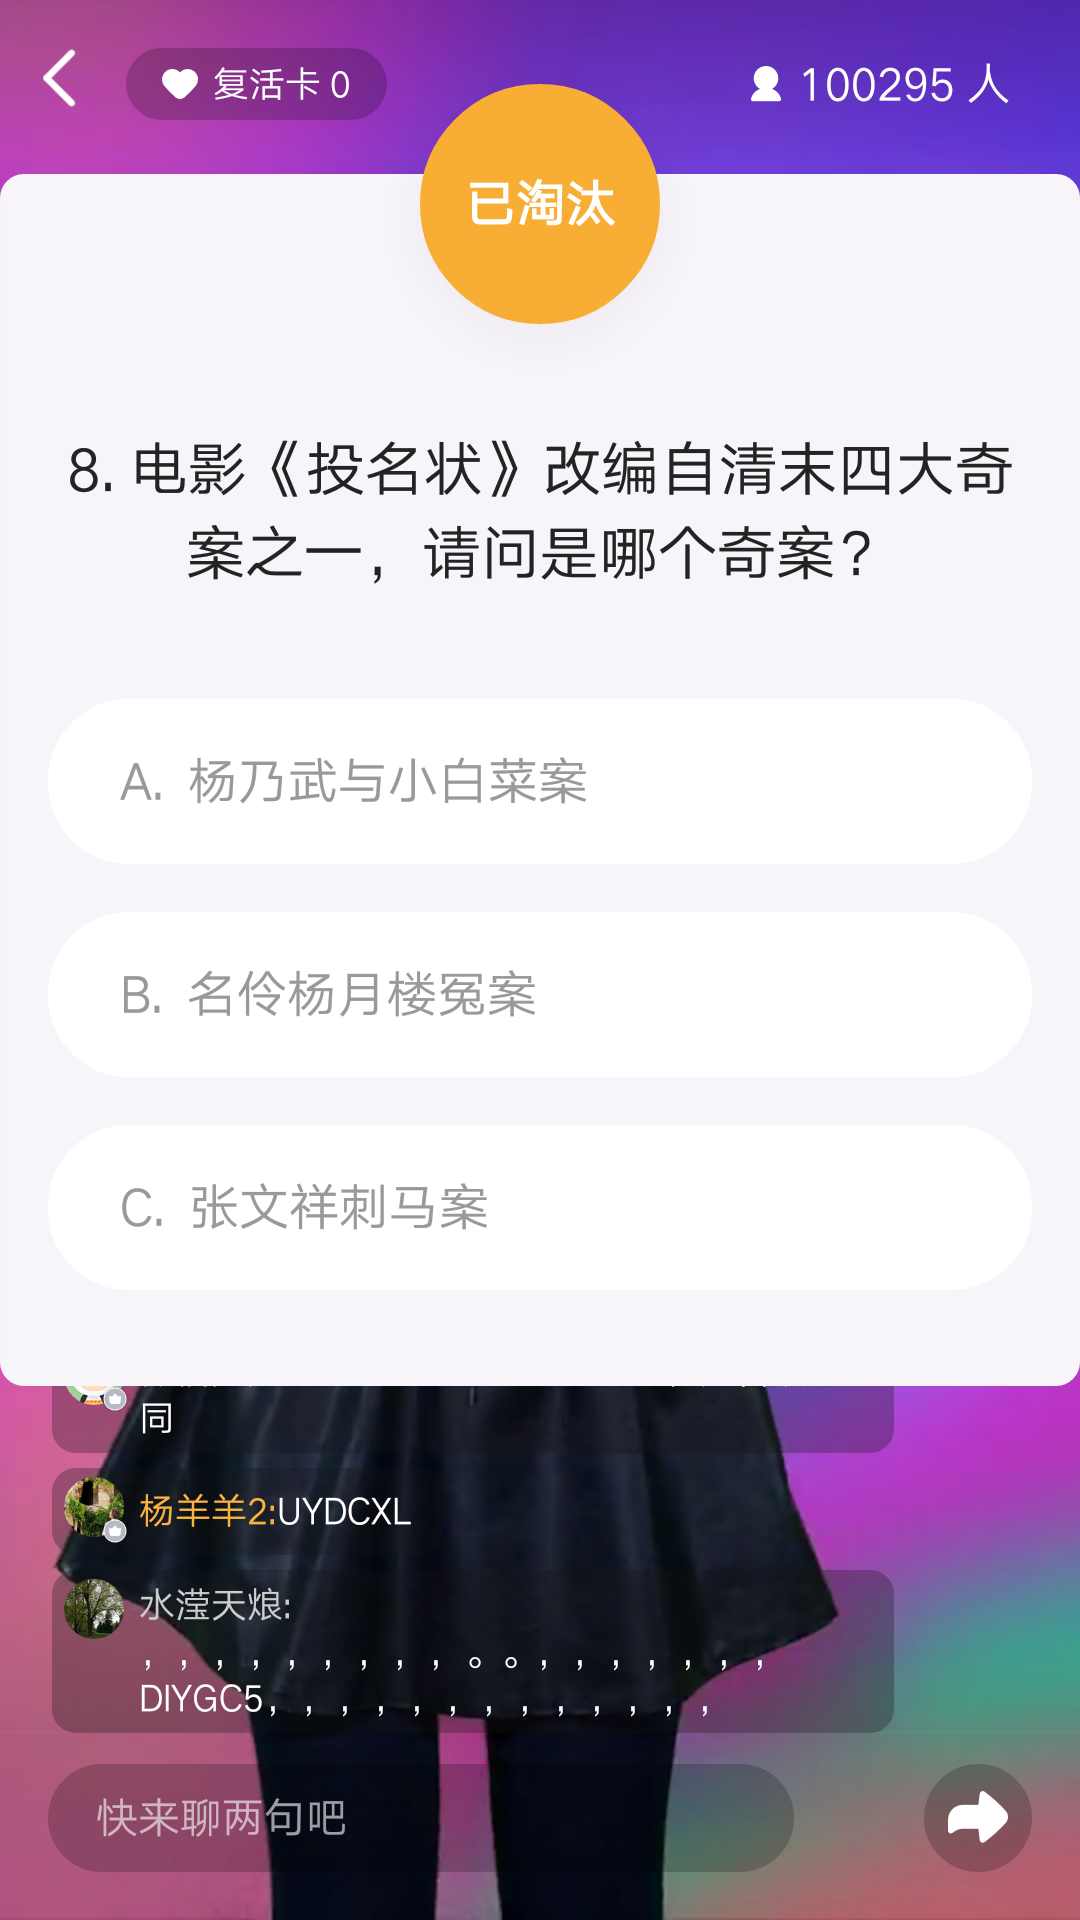 复活卡 0
100295 人
已淘汰
8. 电影《投名状》改编自清末四大奇
案之一，请问是哪个奇案？
A. 杨乃武与小白菜案
B. 名伶杨月楼冤案
C. 张文祥刺马案
同
杨羊羊2:UYDCXL
水滢天烺:
，，，，，，，，，。。，，，，，，，
DIYGC5，，，，，，，，，，，，，
快来聊两句吧